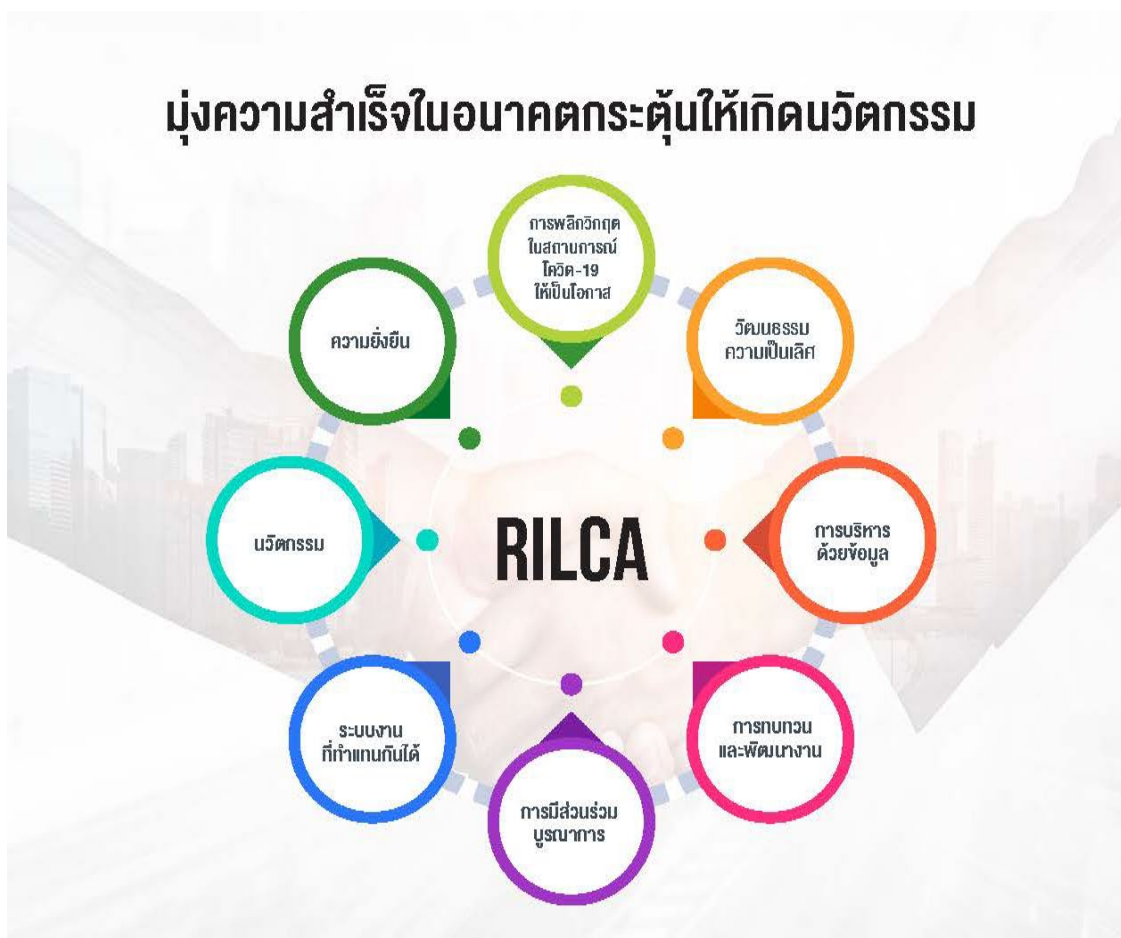 มุ่งความสำเร็จในอนาคตกระตุ้นให้เกิดนวัตกรรม
การพลิกวิกฤต
ในสถานการณ์
โควิด-19
ให้เป็นโอกาส
วัฒนธรรม
ความเป็นเลิศ
การบริหาร
ด้วยข้อมูล
การทบทวน
และพัฒนางาน
การมีส่วนร่วม
บูรณาการ
ระบบงาน
ที่ทำแทนกันได้
นวัตกรรม
ความยั่งยืน
RILCA